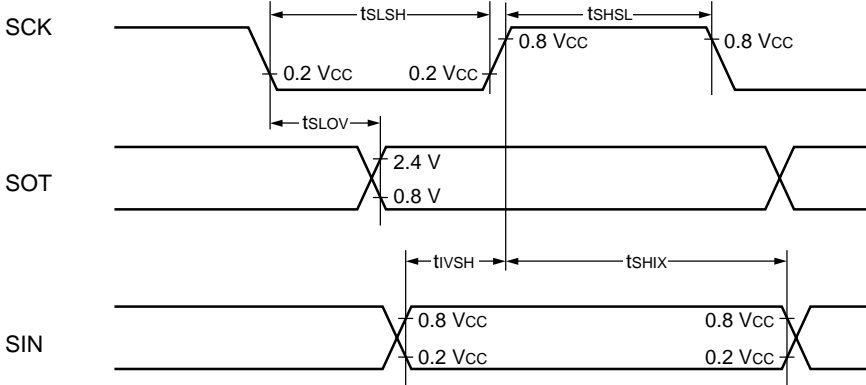 tSLSH
tSHSL
SCK
0.8 VCC
0.8 VCC
0.2 VCC
0.2 VCC
tSLOV
2.4 V
SOT
0.8 V
tIVSH
tSHIX
0.8 VCC
0.8 VCC
SIN
0.2 VCC
0.2 VCC